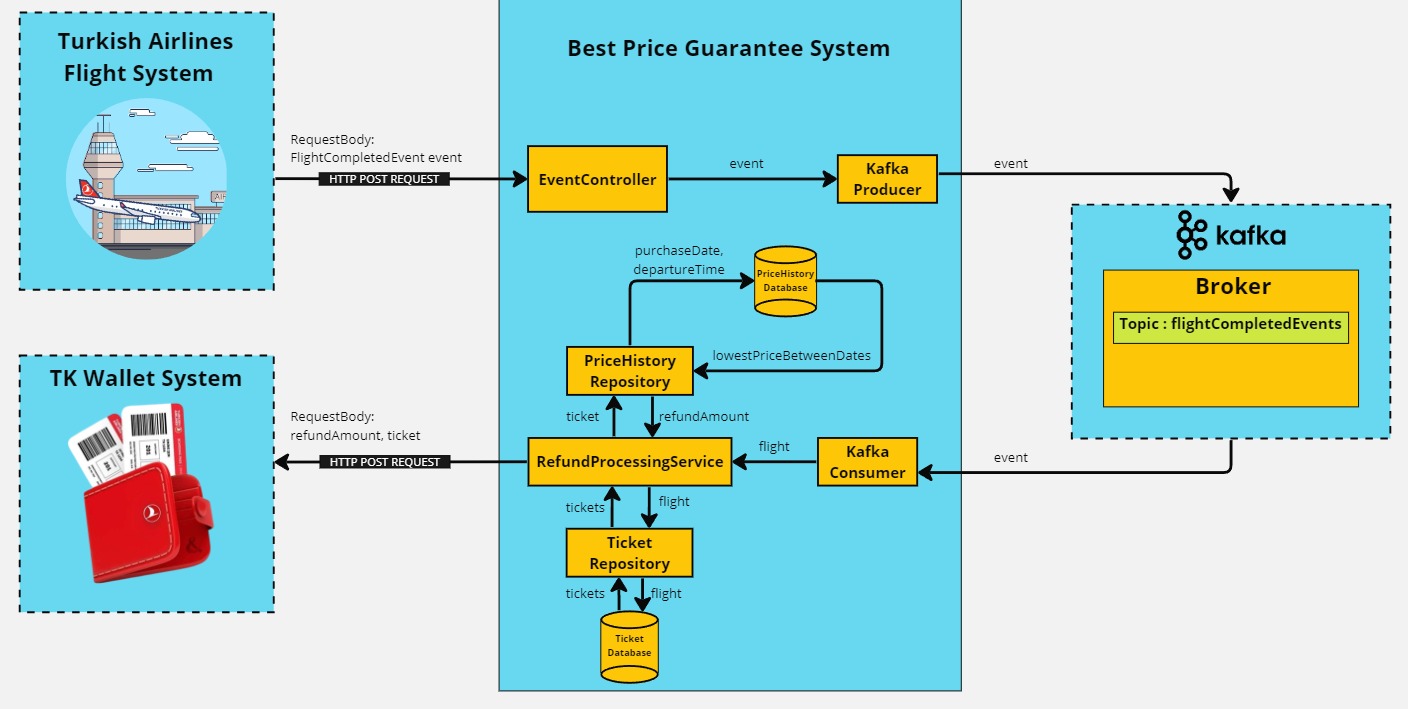 Turkish Airlines
Flight System
Best Price Guarantee System
RequestBody:
FlightCompletedEvent event
HTTP POST REQUEST
EventController
event
Kafka
Producer
event
kafka
Broker
Topic : flightCompletedEvents
purchaseDate,
departureTime
PriceHistory
Database
lowestPriceBetweenDates
PriceHistory
Repository
ticket
refundAmount
TK Wallet System
RequestBody:
refundAmount, ticket
HTTP POST REQUEST
RefundProcessingService
flight
Kafka
Consumer
event
tickets
flight
Ticket
Repository
tickets
flight
Ticket
Database